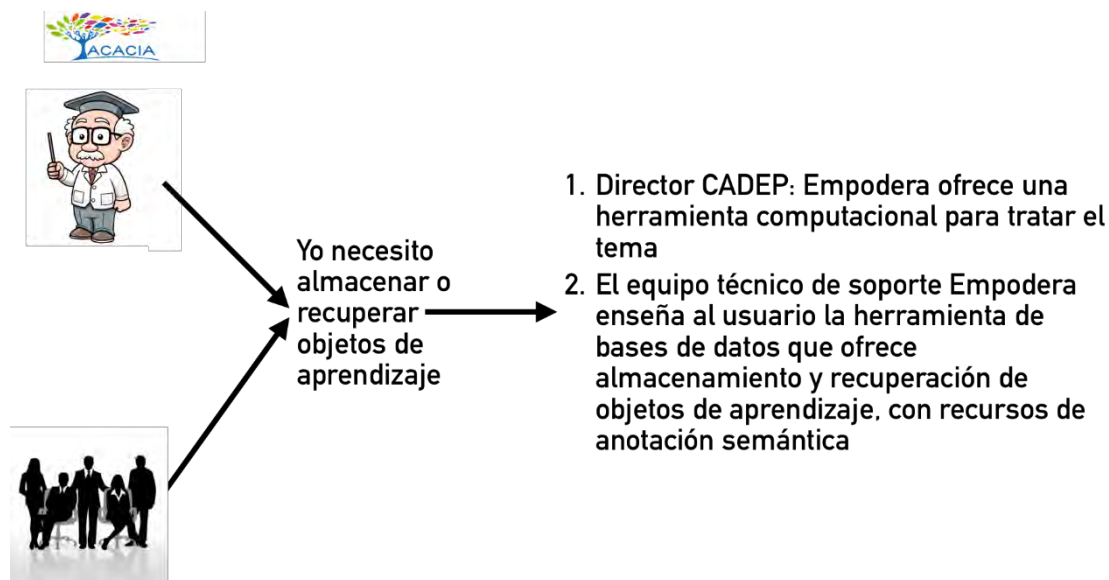 ACACIA
Yo necesito
almacenar o
recuperar
objetos de
aprendizaje
1. Director CADEP: Empodera ofrece una
herramienta computacional para tratar el
tema
2. El equipo técnico de soporte Empodera
enseña al usuario la herramienta de
bases de datos que ofrece
almacenamiento y recuperación de
objetos de aprendizaje, con recursos de
anotación semántica